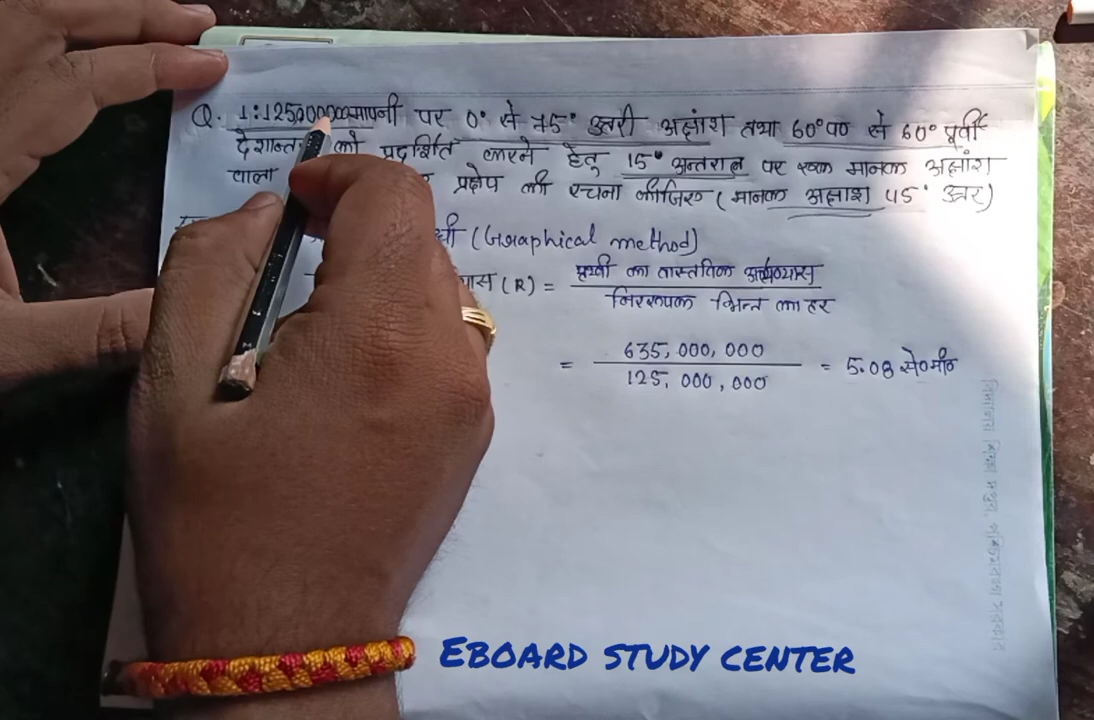 Q. 1:125000000मापनी पर 0° से 75° उत्तरी अक्षांश तथा 60°प० से 60° पूर्वी
देशान्तर को प्रदर्शित करने हेतु 15° अन्तराल पर एक मानक अक्षांश
वाला प्रक्षेप की रचना कीजिए (मानक अक्षांश 45° उत्तर)
(Graphical method)
(R) = पृथ्वी का वास्तविक अर्धव्यास
निरूपक भिन्न का हर
= 635,000,000
125,000,000
= 5.08 से०मी०
EBOARD STUDY CENTER